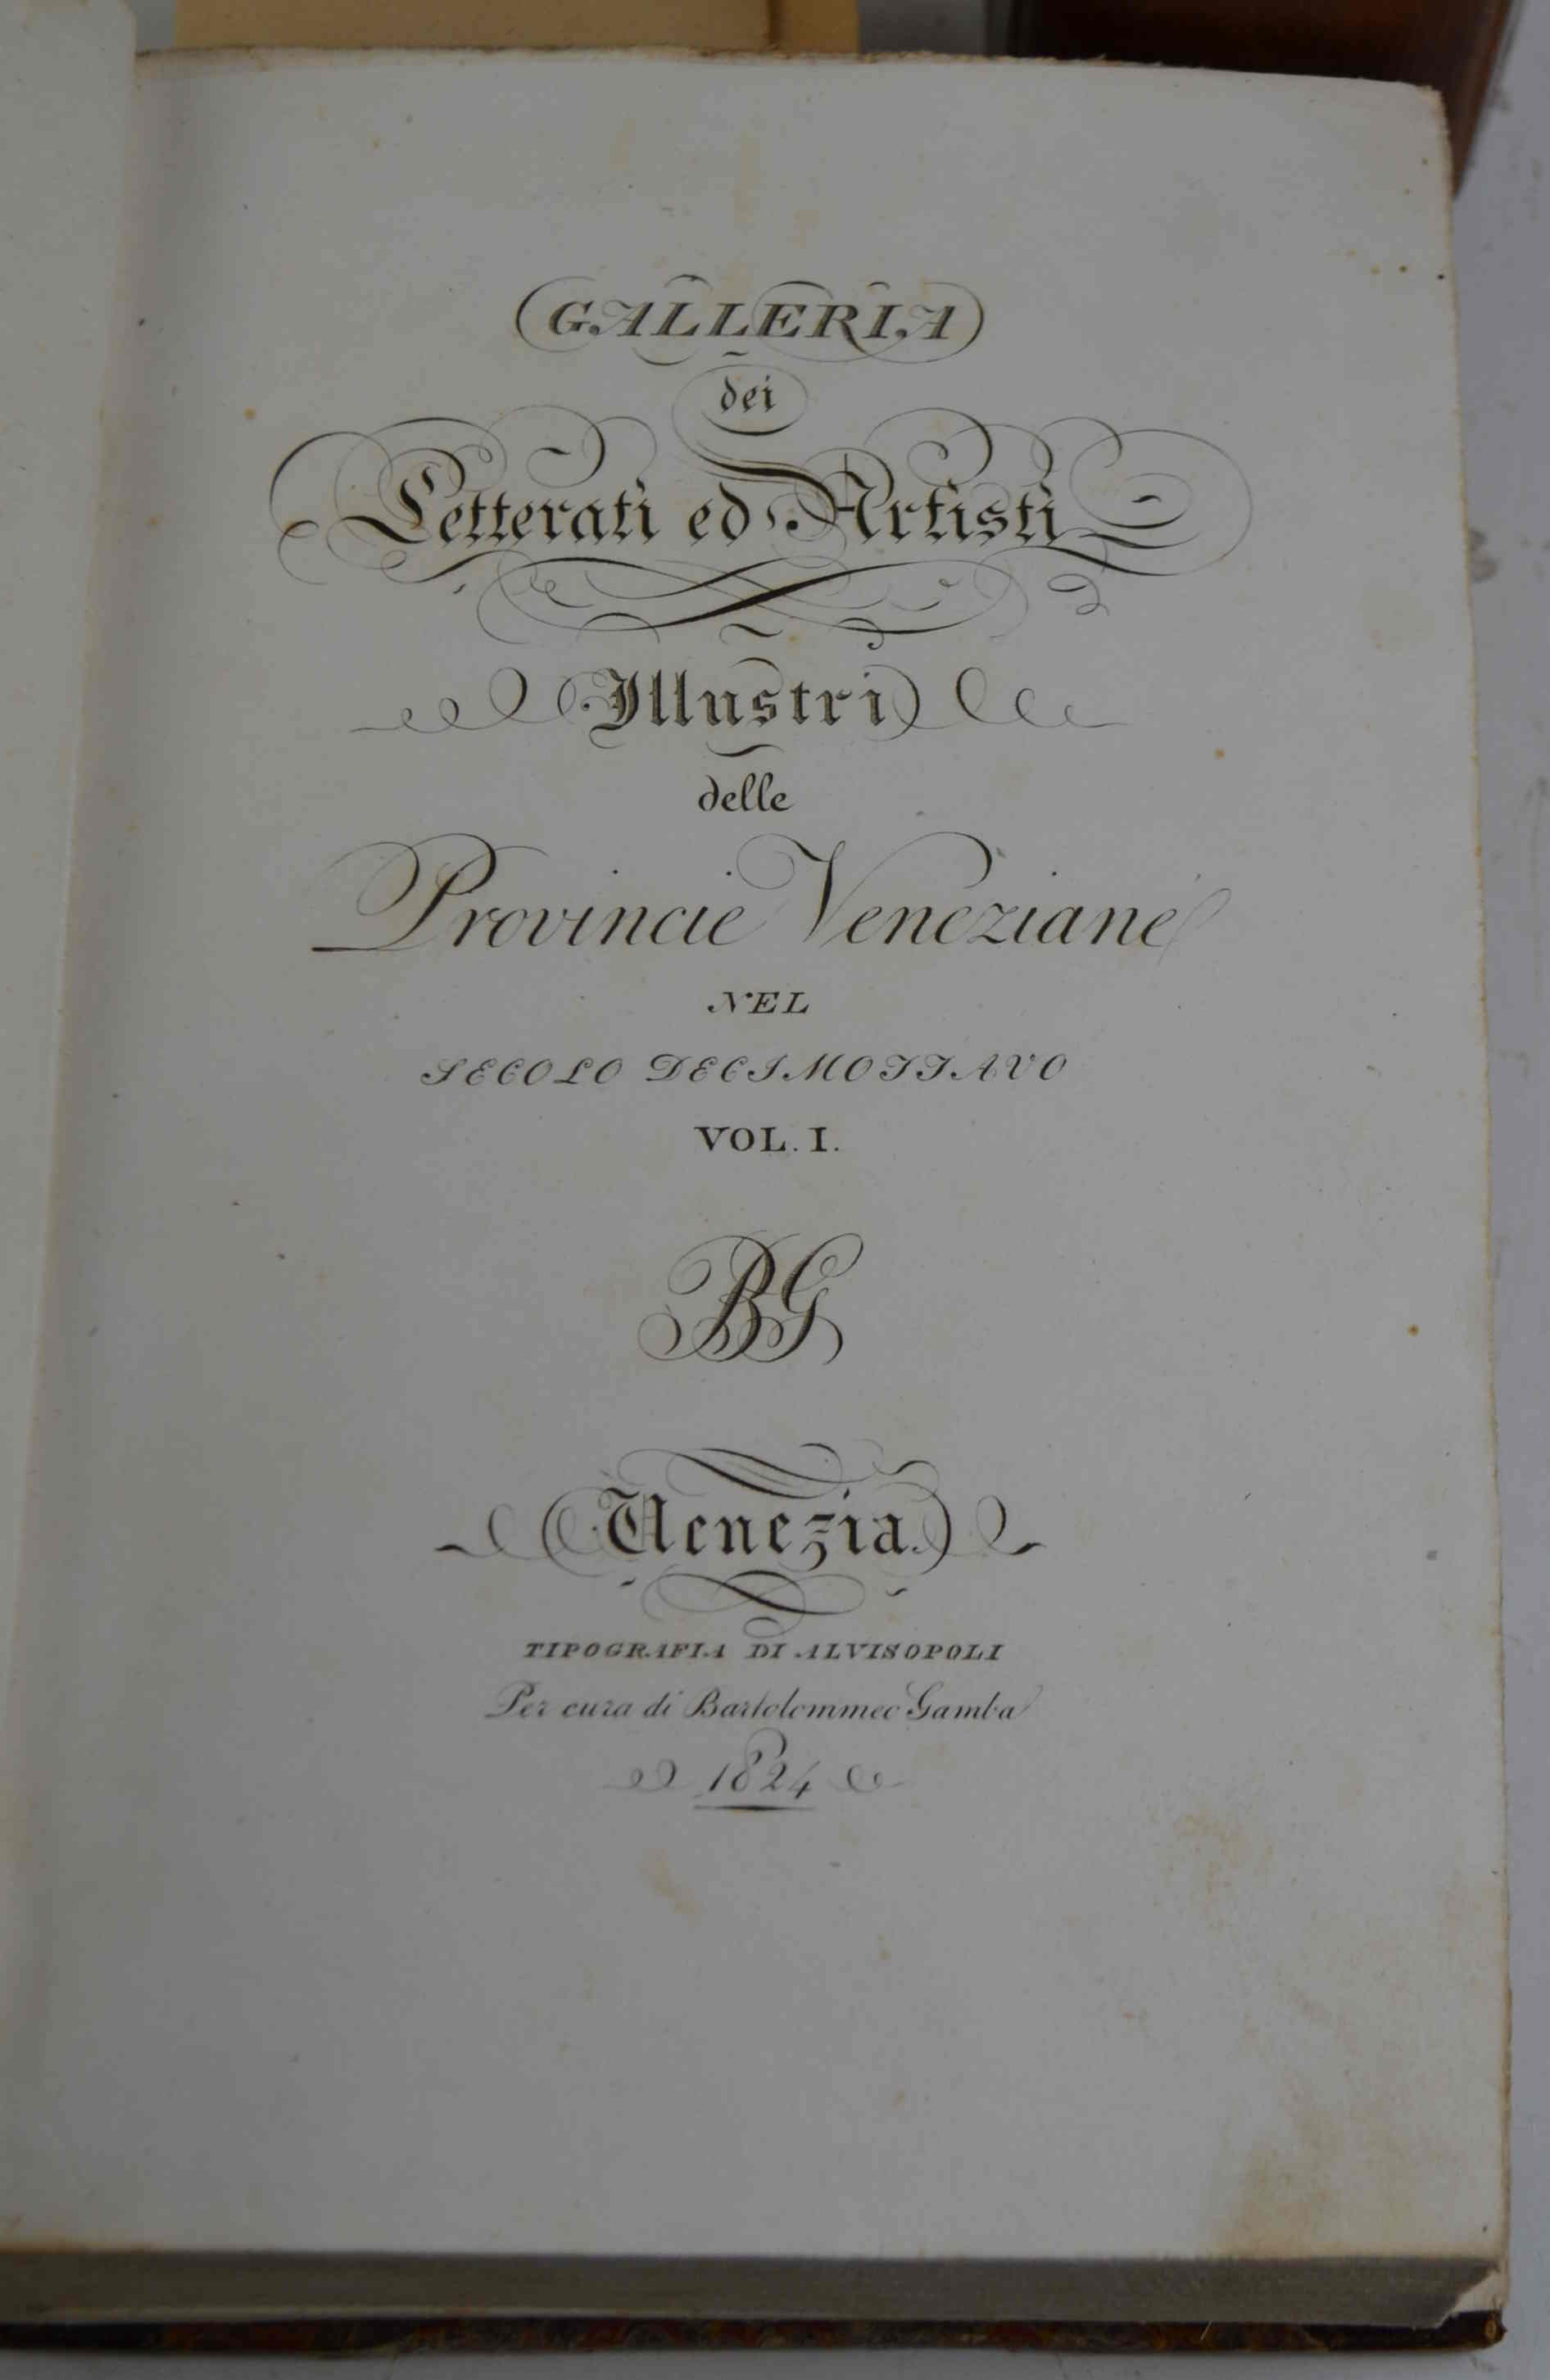 GALLERIA
dei
Letterati ed Artisti
Illustri
delle
Provincie Veneziane
NEL
SECOLO DECIMOTTAVO
VOL. I.
BG
Venezia.
TIPOGRAFIA DI ALVISOPOLI
Per cura di Bartolommeo Gamba
1824